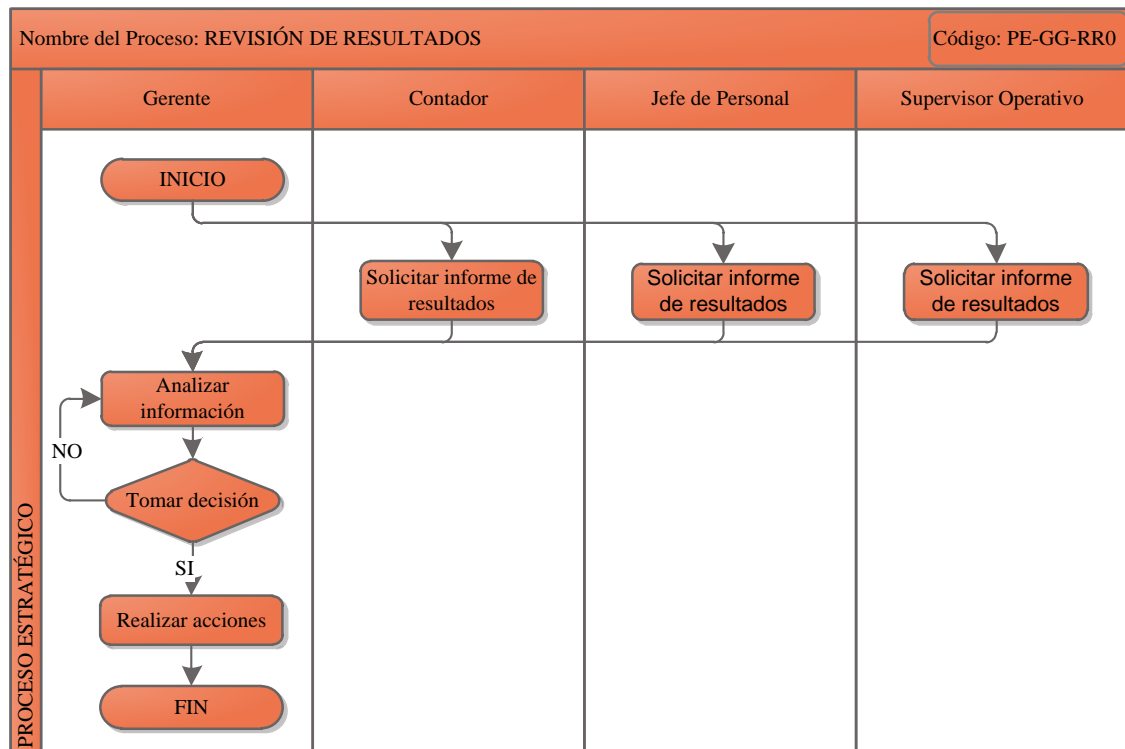 Nombre del Proceso: REVISIÓN DE RESULTADOS
Código: PE-GG-RR0
PROCESO ESTRATÉGICO
Gerente
Contador
Jefe de Personal
Supervisor Operativo
INICIO
Solicitar informe de
resultados
Solicitar informe
de resultados
Solicitar informe
de resultados
Analizar
información
NO
Tomar decisión
SI
Realizar acciones
FIN